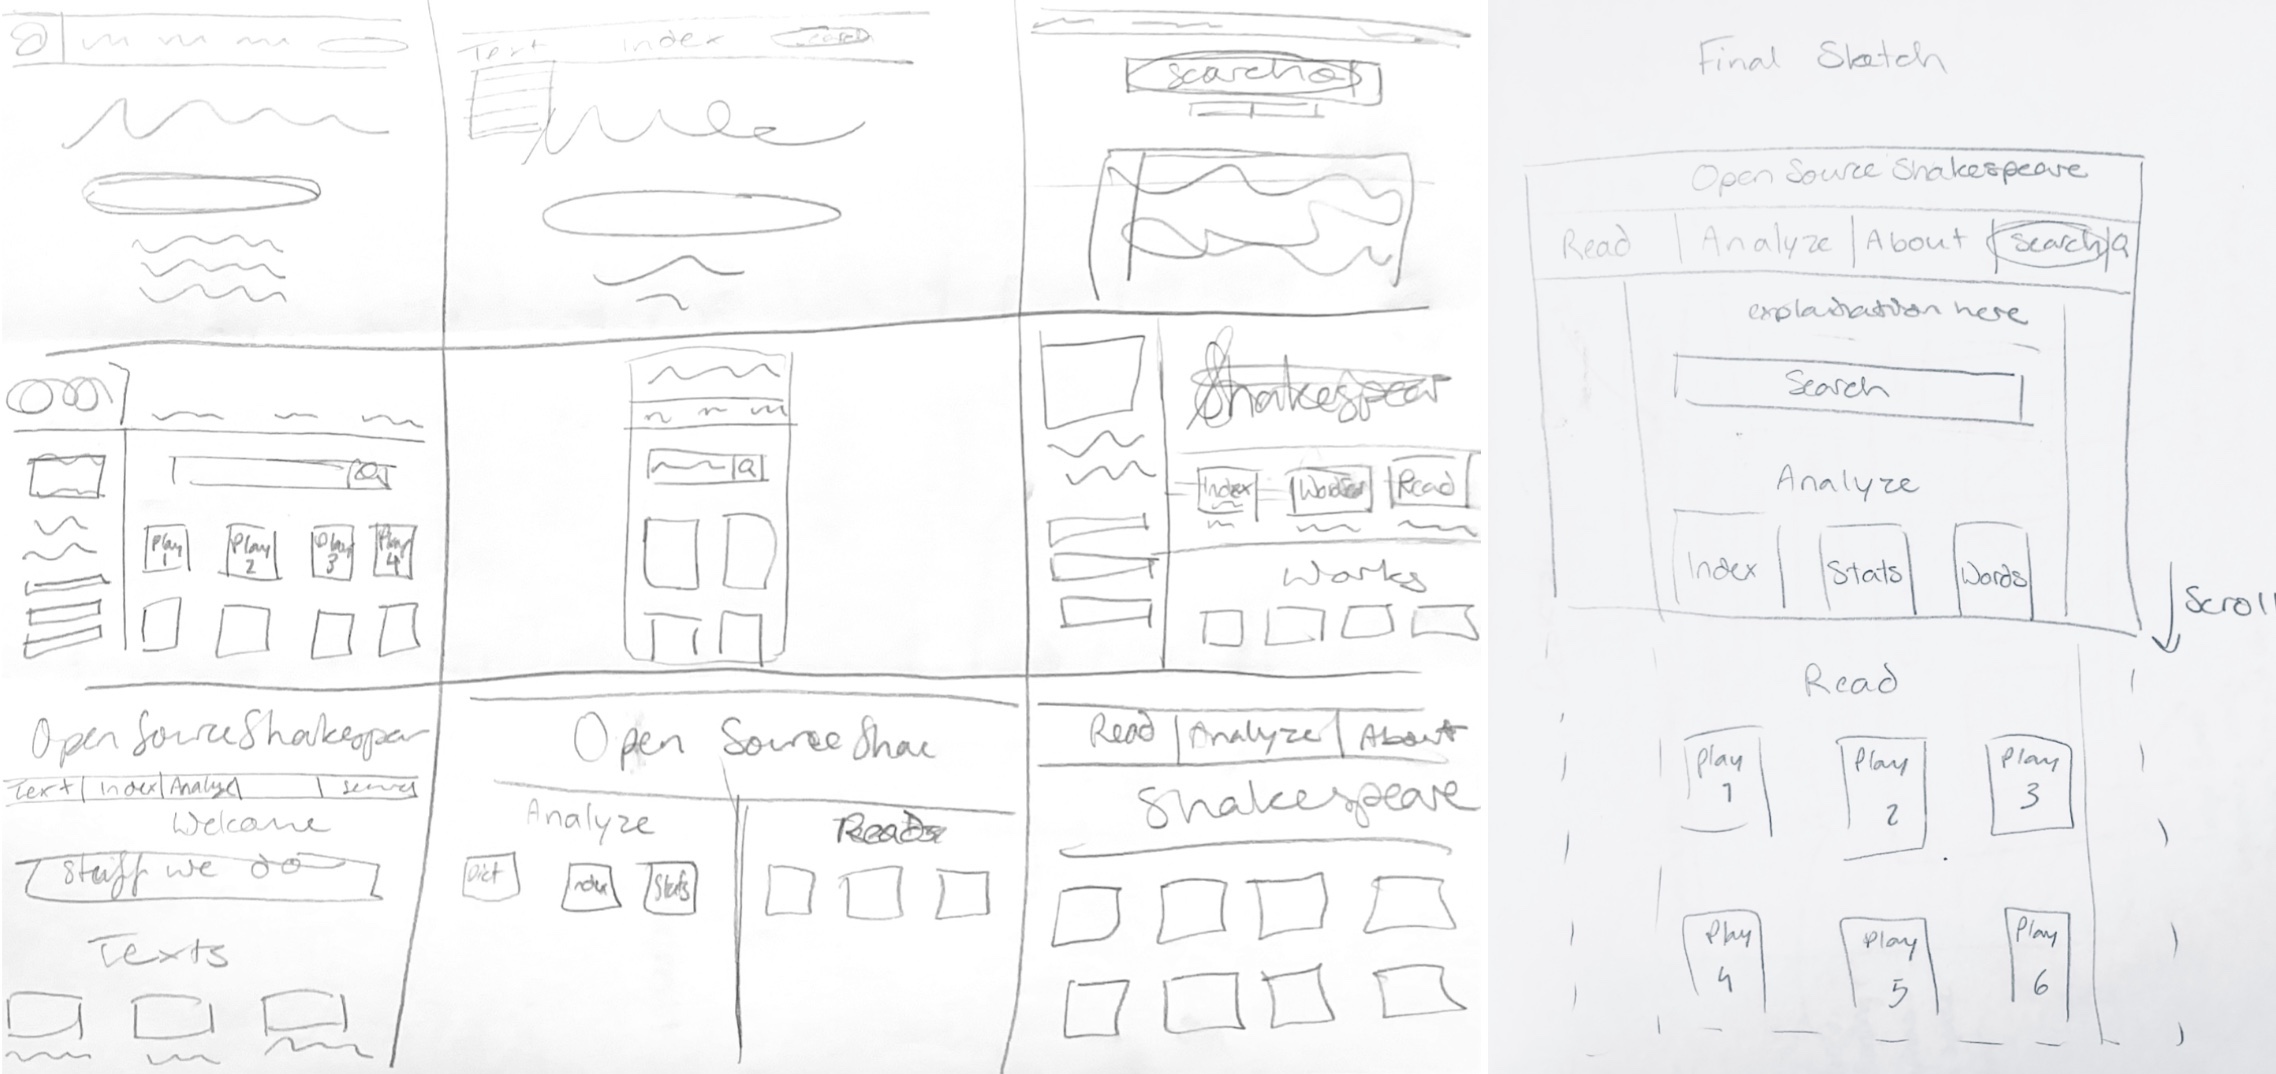 Text Index search
search
Play 1 Play 2 Play 3 Play 4
Shakespear
Index Words Read
Works
Open Source Shakespear
Text Index Analyze search
Welcome
Stuff we do
Texts
Open Source Shac
Analyze Reads
Dict Index Stats
Read Analyze About
Shakespeare
Final Sketch
Open Source Shakespeare
Read Analyze About search
explanation here
Search
Analyze
Index Stats Words
Scroll
Read
Play 1 Play 2 Play 3
Play 4 Play 5 Play 6